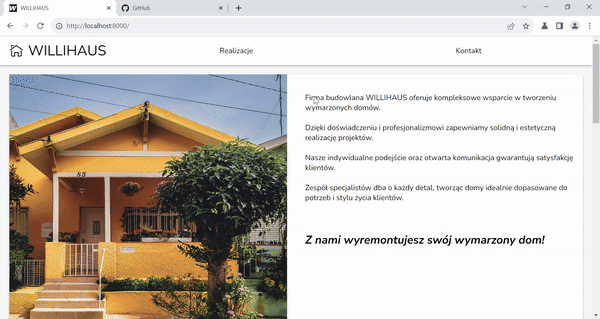 WILLIHAUS
GitHub
http://localhost:8000/
WILLIHAUS
Realizacje
Kontakt
Firma budowlana WILLIHAUS oferuje kompleksowe wsparcie w tworzeniu
wymarzonych domów.
Dzięki doświadczeniu i profesjonalizmowi zapewniamy solidną i estetyczną
realizację projektów.
Nasze indywidualne podejście oraz otwarta komunikacja gwarantują satysfakcję
klientów.
Zespół specjalistów dba o każdy detal, tworząc domy idealnie dopasowane do
potrzeb i stylu życia klientów.
Z nami wyremontujesz swój wymarzony dom!